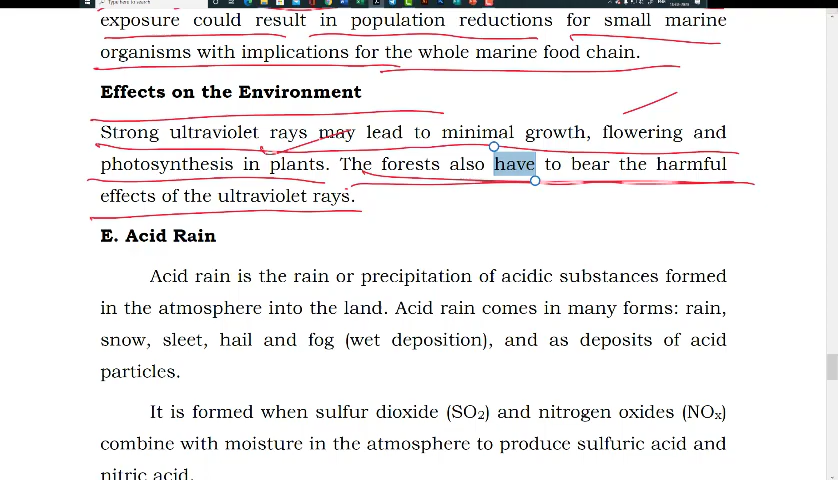 Type here to search
exposure could result in population reductions for small marine
organisms with implications for the whole marine food chain.
Effects on the Environment
Strong ultraviolet rays may lead to minimal growth, flowering and
photosynthesis in plants. The forests also have to bear the harmful
effects of the ultraviolet rays.
E. Acid Rain
Acid rain is the rain or precipitation of acidic substances formed
in the atmosphere into the land. Acid rain comes in many forms: rain,
snow, sleet, hail and fog (wet deposition), and as deposits of acid
particles.
It is formed when sulfur dioxide (SO₂) and nitrogen oxides (NOₓ)
combine with moisture in the atmosphere to produce sulfuric acid and
nitric acid.